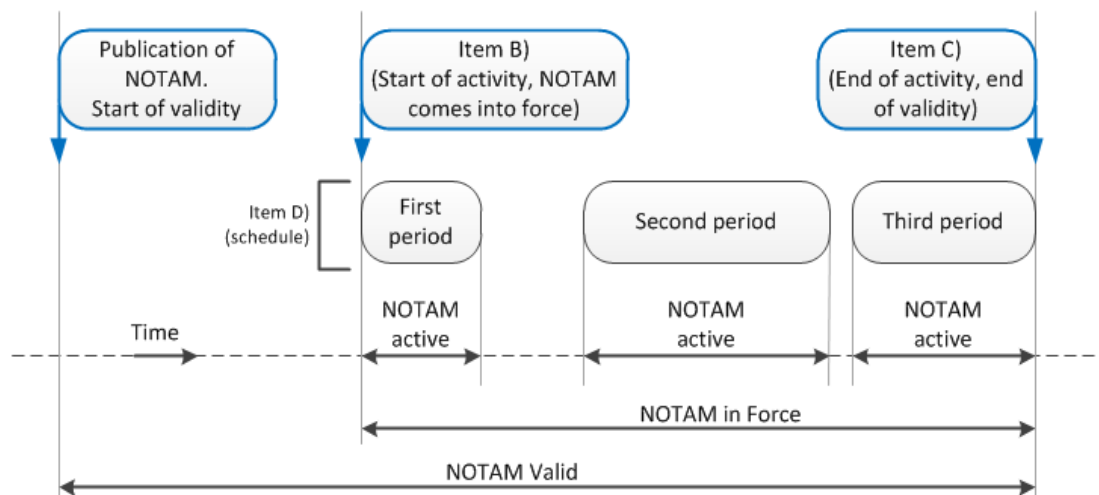 Publication of
NOTAM.
Start of validity
Item B)
(Start of activity, NOTAM
comes into force)
Item C)
(End of activity, end
of validity)
Item D)
(schedule)
First
period
Second period
Third period
Time
NOTAM
active
NOTAM
active
NOTAM
active
NOTAM in Force
NOTAM Valid